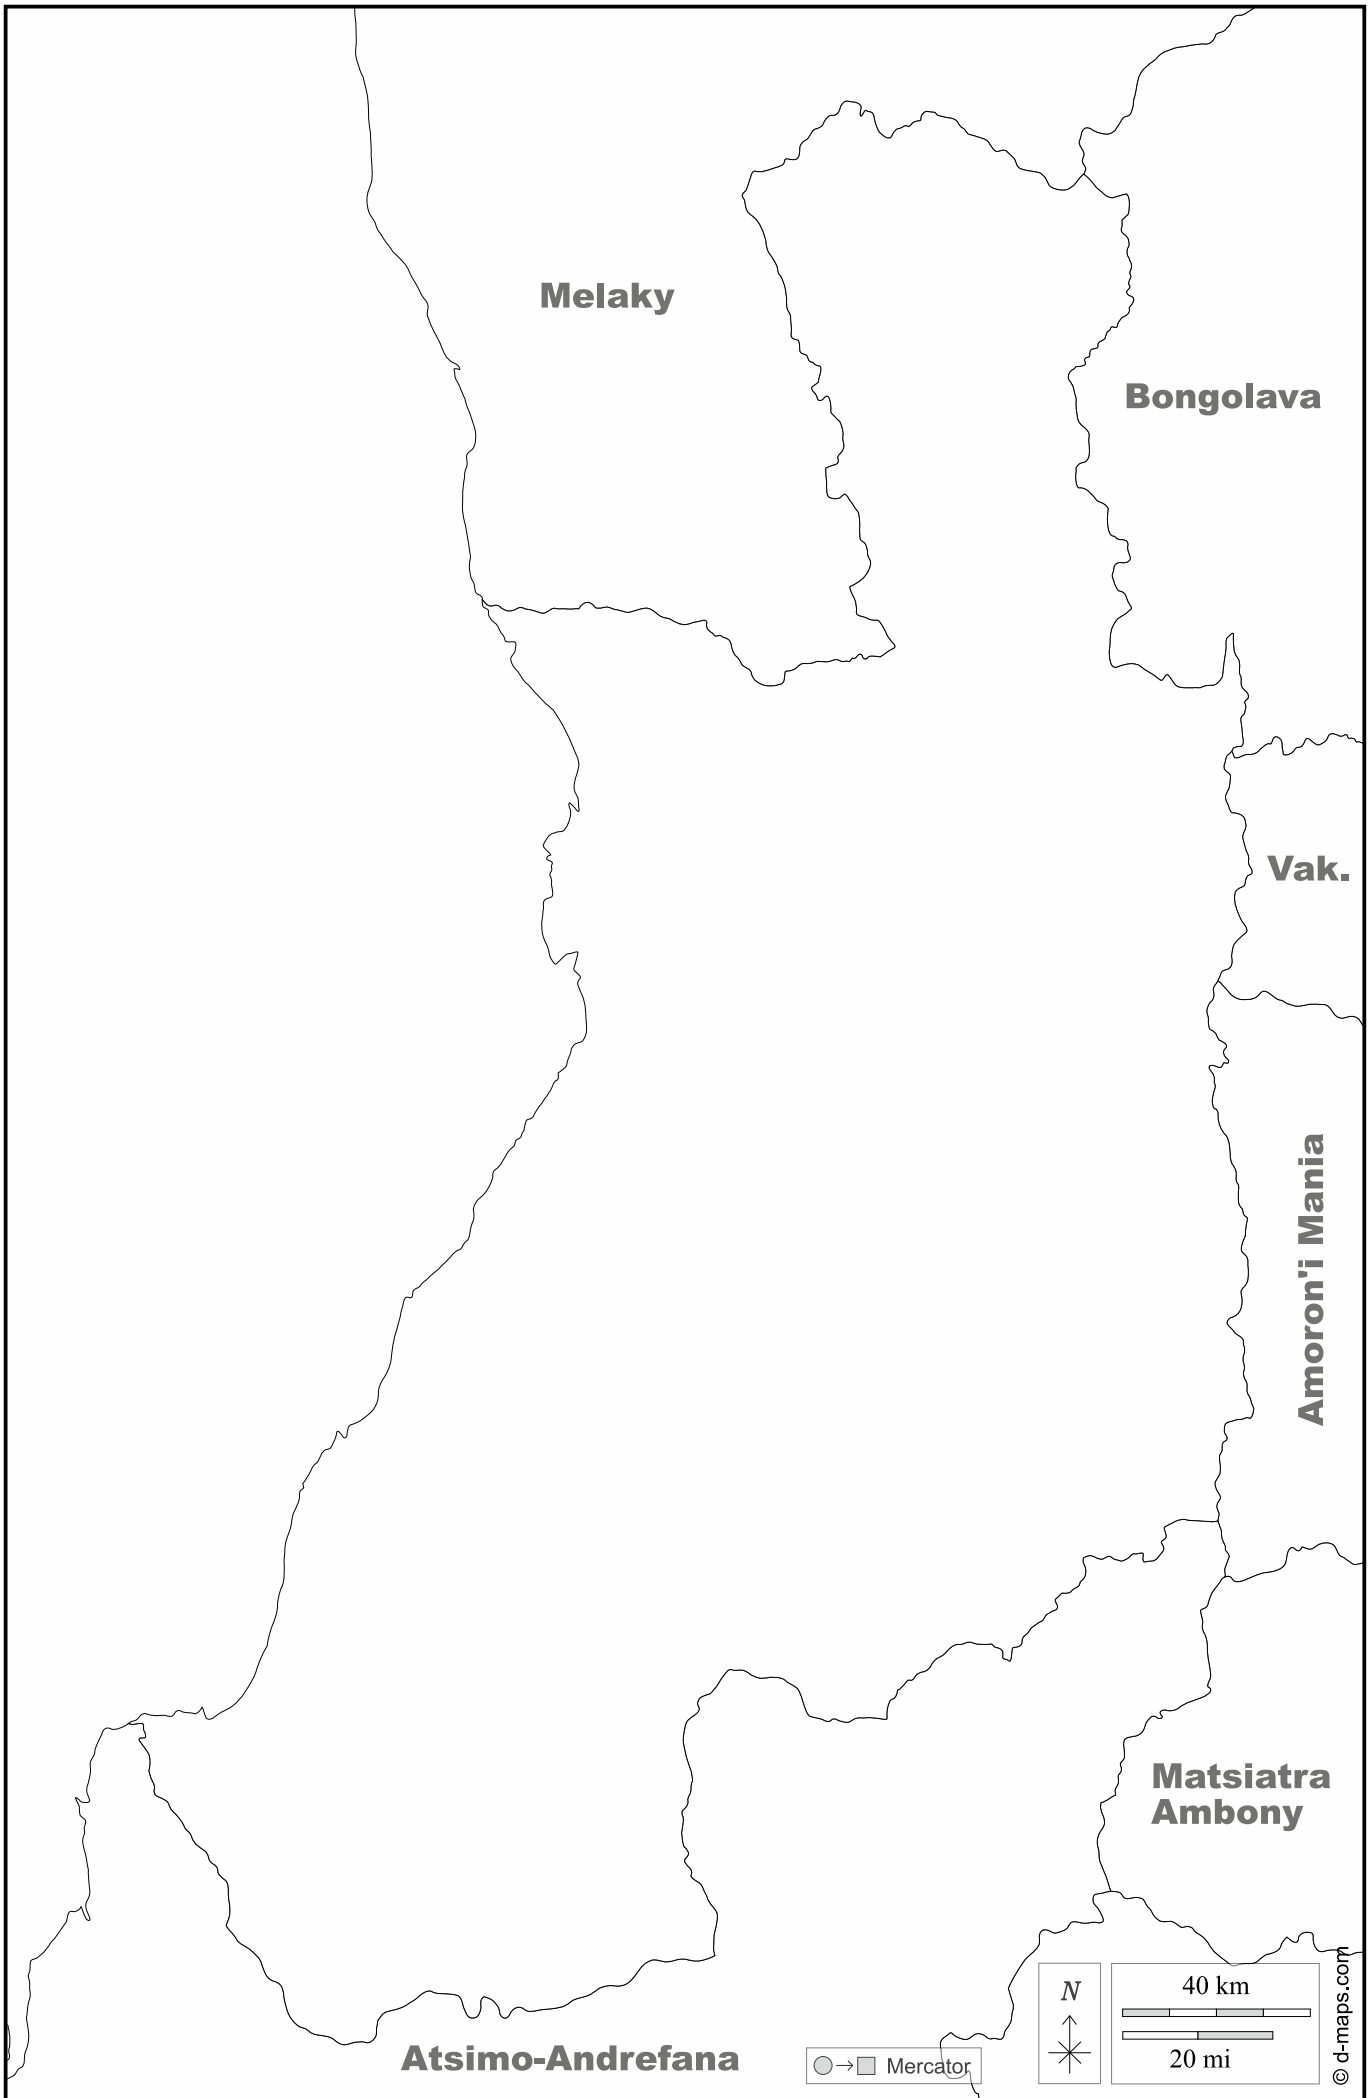 Melaky
Bongolava
Vak.
Amoron'i Mania
Matsiatra
Ambony
Atsimo-Andrefana
Mercator
N
40 km
20 mi
© d-maps.com